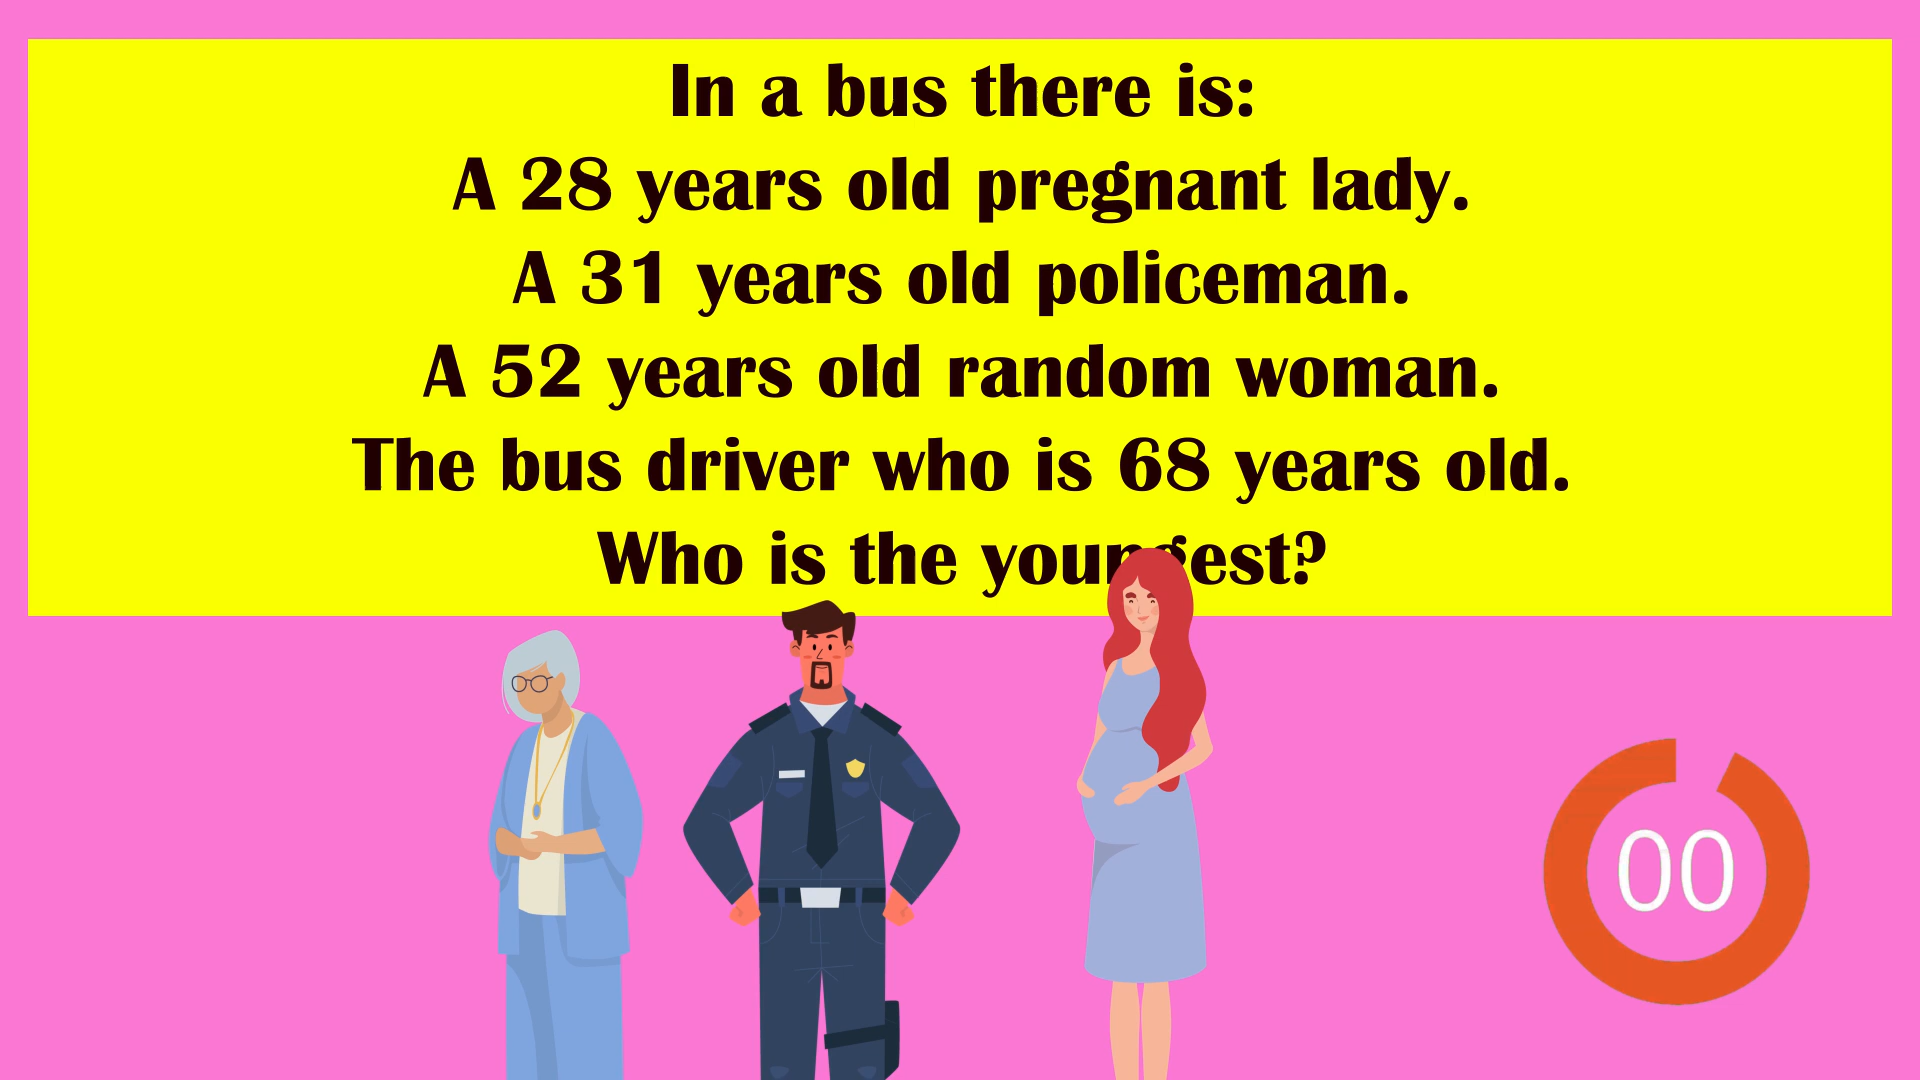 In a bus there is:
A 28 years old pregnant lady.
A 31 years old policeman.
A 52 years old random woman.
The bus driver who is 68 years old.
Who is the youngest?
00